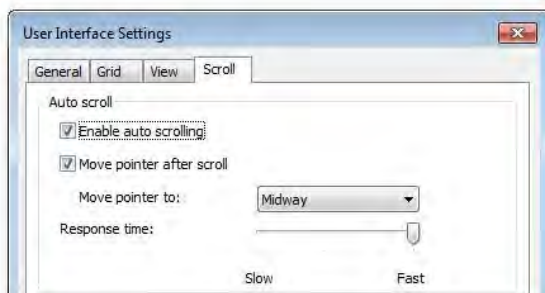 User Interface Settings
General Grid View Scroll
Auto scroll
Enable auto scrolling
Move pointer after scroll
Move pointer to: Midway
Response time:
Slow Fast